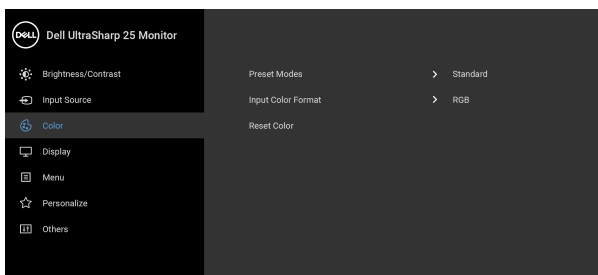 DELL Dell UltraSharp 25 Monitor
Brightness/Contrast Preset Modes Standard
Input Source Input Color Format RGB
Color Reset Color
Display
Menu
Personalize
Others